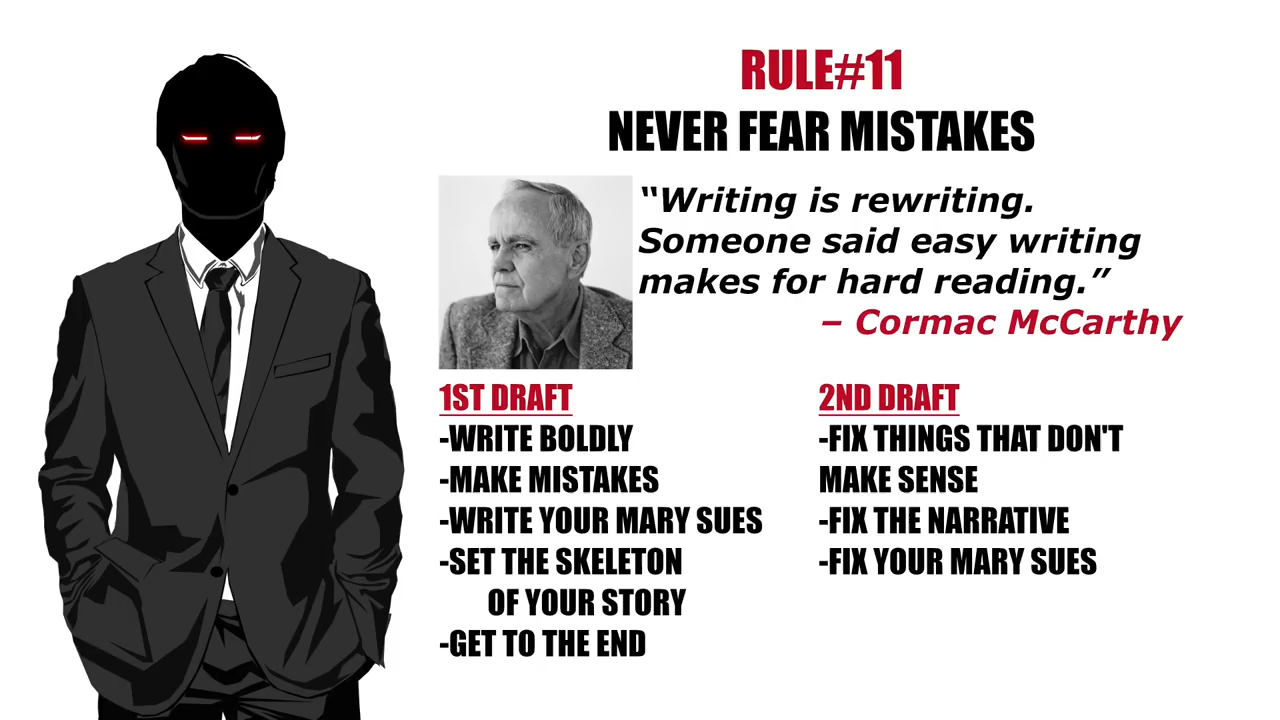 RULE#11
NEVER FEAR MISTAKES
“Writing is rewriting.
Someone said easy writing
makes for hard reading.”
– Cormac McCarthy
1ST DRAFT
-WRITE BOLDLY
-MAKE MISTAKES
-WRITE YOUR MARY SUES
-SET THE SKELETON
OF YOUR STORY
-GET TO THE END
2ND DRAFT
-FIX THINGS THAT DON'T
MAKE SENSE
-FIX THE NARRATIVE
-FIX YOUR MARY SUES